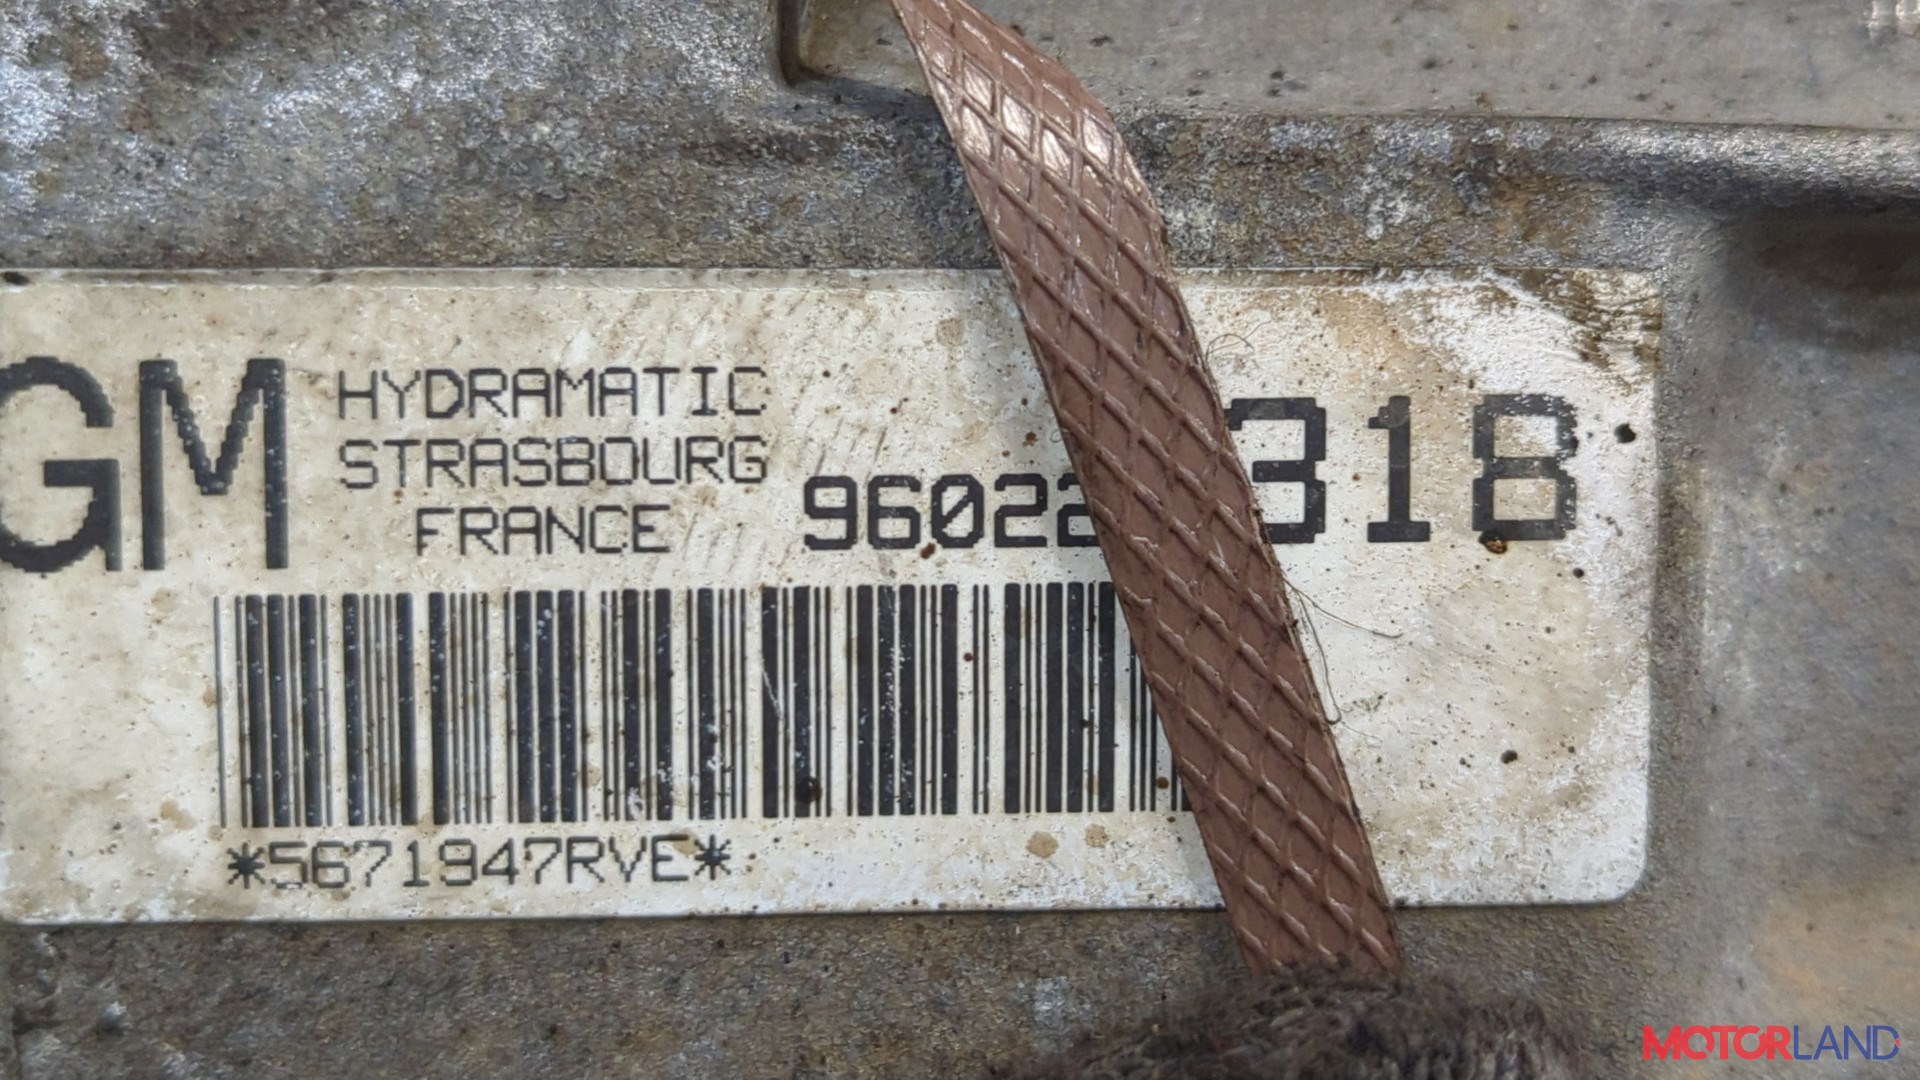 GM
HYDRAMATIC
STRASBOURG
FRANCE
96022
318
*5671947RVE*
MOTORLAND